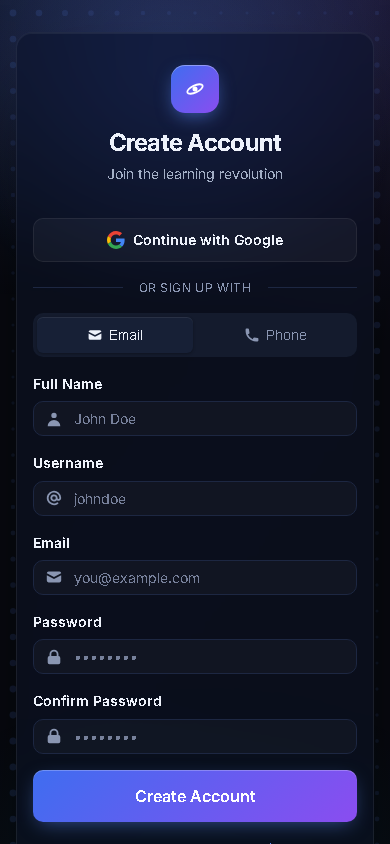 Create Account
Join the learning revolution
Continue with Google
OR SIGN UP WITH
Email
Phone
Full Name
John Doe
Username
johndoe
Email
you@example.com
Password
••••••••
Confirm Password
••••••••
Create Account